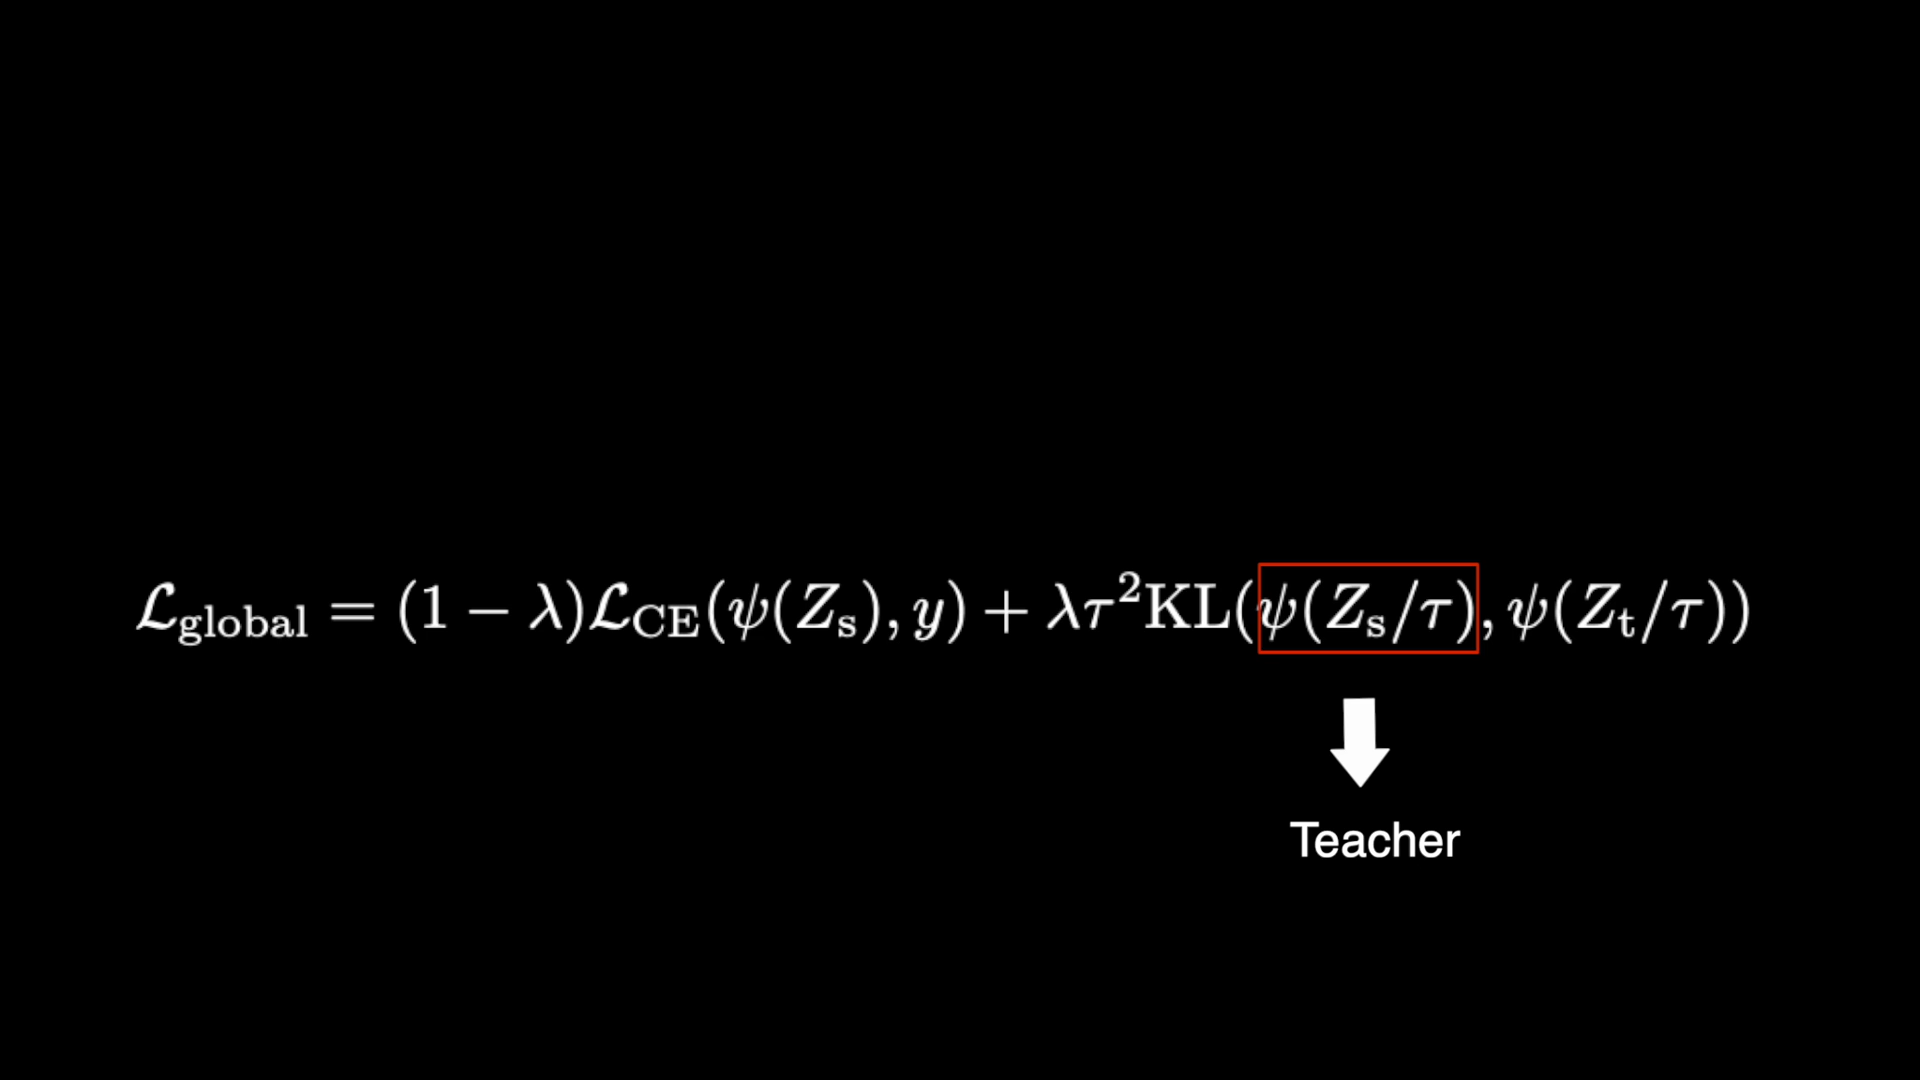 ℒ_global = (1 − λ)ℒ_CE(ψ(Z_s), y) + λτ²KL(ψ(Z_s/τ), ψ(Z_t/τ))
Teacher